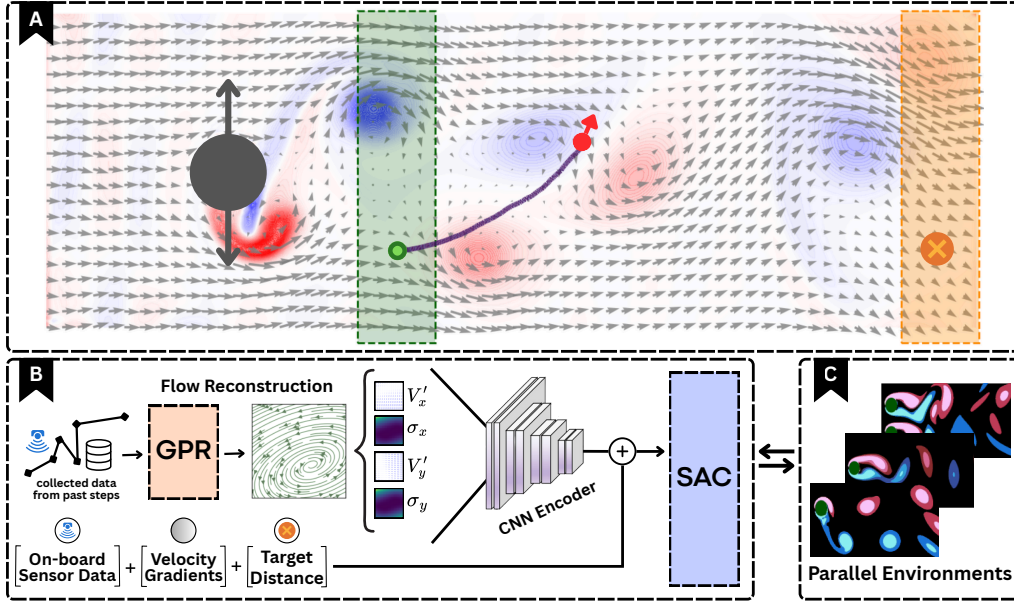 A
B
Flow Reconstruction
GPR
collected data
from past steps
V′x
σx
V′y
σy
CNN Encoder
+
SAC
[On-board Sensor Data] + [Velocity Gradients] + [Target Distance]
C
Parallel Environments